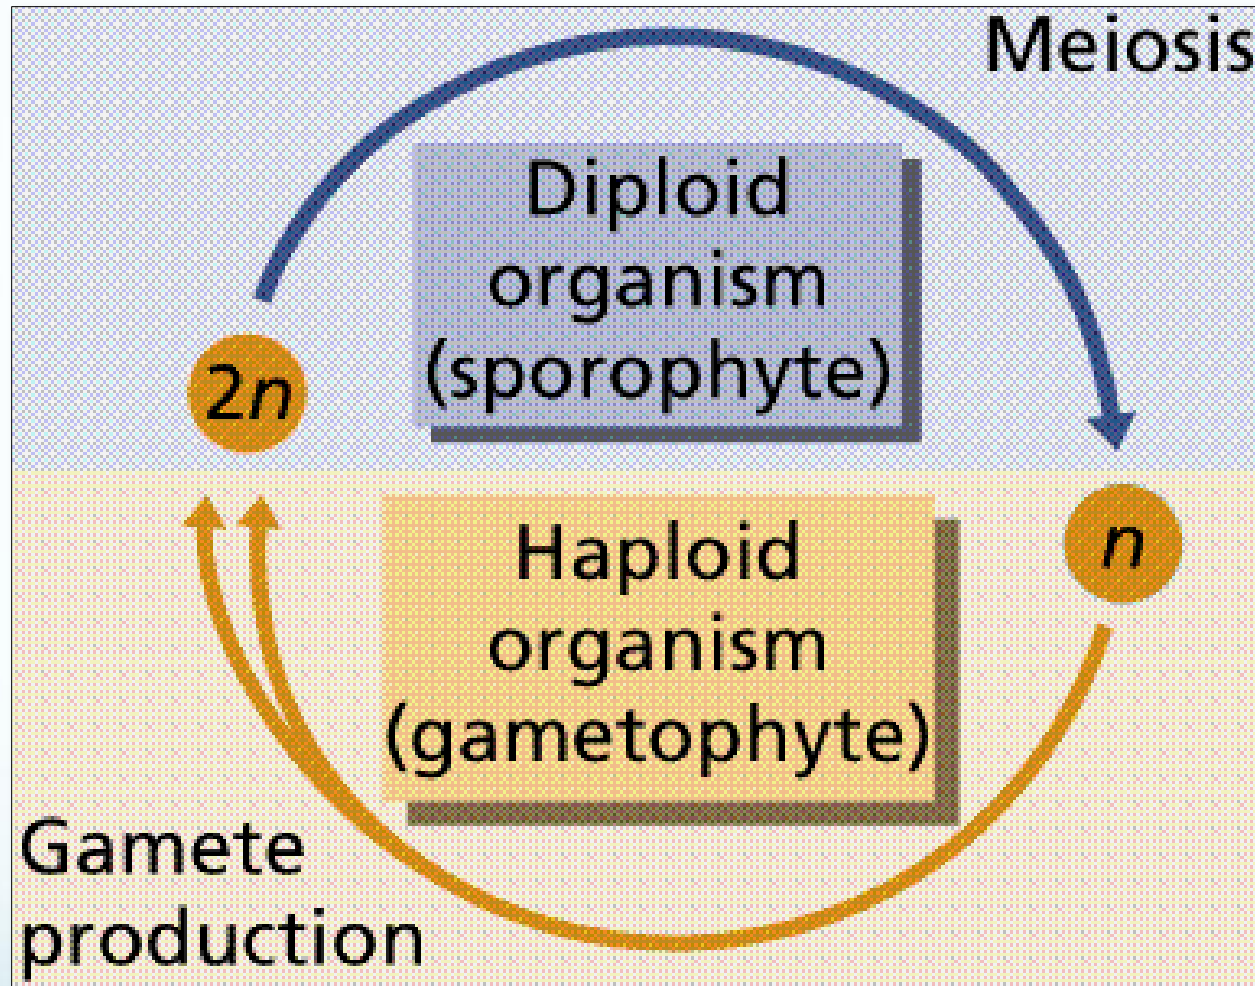 Meiosis
Diploid
organism
(sporophyte)
2n
Haploid
organism
(gametophyte)
n
Gamete
production